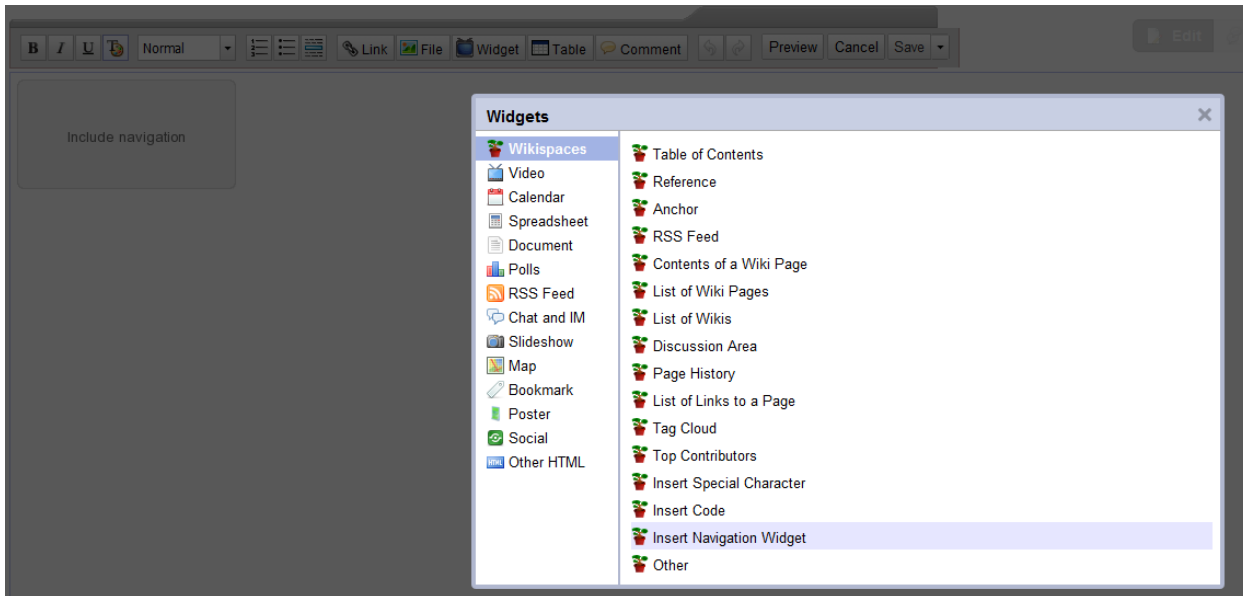 B I U T Normal Link File Widget Table Comment Preview Cancel Save
Edit
Include navigation
Widgets
Wikispaces
Video
Calendar
Spreadsheet
Document
Polls
RSS Feed
Chat and IM
Slideshow
Map
Bookmark
Poster
Social
HTML Other HTML
Table of Contents
Reference
Anchor
RSS Feed
Contents of a Wiki Page
List of Wiki Pages
List of Wikis
Discussion Area
Page History
List of Links to a Page
Tag Cloud
Top Contributors
Insert Special Character
Insert Code
Insert Navigation Widget
Other